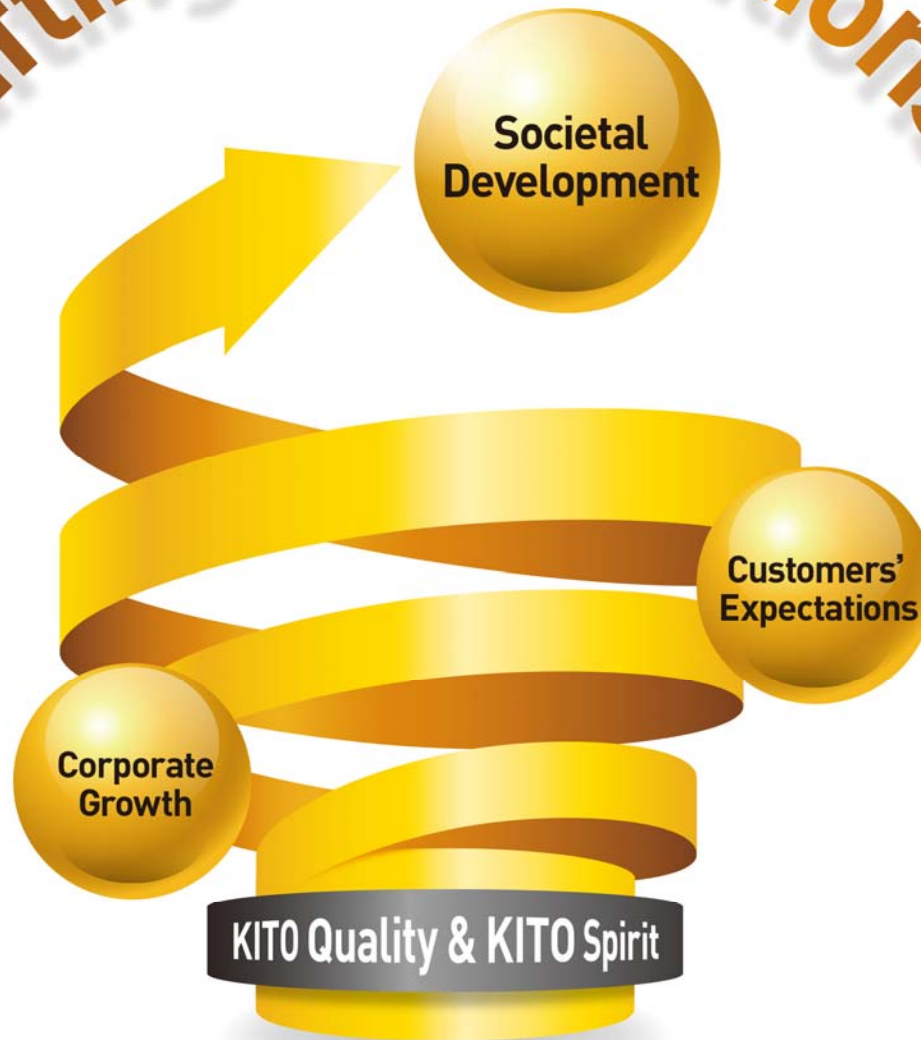 Societal
Development
Customers'
Expectations
Corporate
Growth
KITO Quality & KITO Spirit